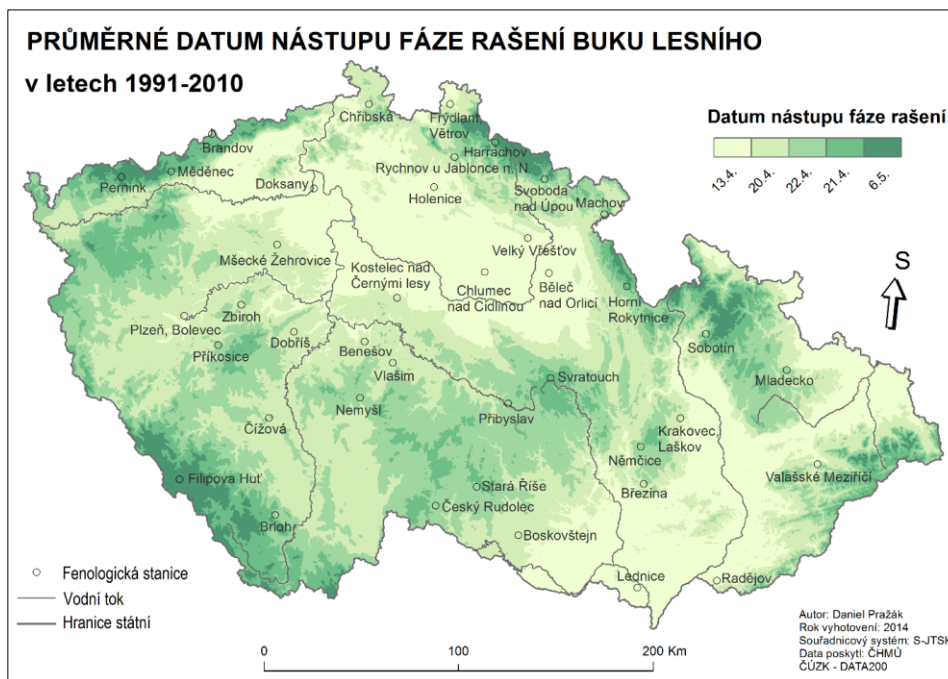 PRŮMĚRNÉ DATUM NÁSTUPU FÁZE RAŠENÍ BUKU LESNÍHO
v letech 1991-2010
Datum nástupu fáze rašení
13.4.
20.4.
22.4.
21.4.
6.5.
S
Chřibská
Frýdlant
Větrov
Brandov
Harrachov
Rychnov u Jablonce n. N.
Měděnec
Pernink
Doksany
Holenice
Svoboda
nad Úpou
Machov
Velký Vřešťov
Mšecké Žehrovice
Kostelec nad
Černými lesy
Chlumec
nad Cidlinou
Běleč
nad Orlicí
Horní
Rokytnice
Zbiroh
Plzeň, Bolevec
Příkosice
Dobříš
Benešov
Vlašim
Sobotín
Svratouch
Mladecko
Nemyšl
Přibyslav
Čížová
Krakovec,
Laškov
Němčice
Valašské Meziříčí
Filipova Huť
Stará Říše
Březina
Český Rudolec
Brloh
Boskovštejn
Lednice
Radějov
Fenologická stanice
Vodní tok
Hranice státní
0
100
200 Km
Autor: Daniel Pražák
Rok vyhotovení: 2014
Souřadnicový systém: S-JTSK
Data poskytl: ČHMÚ
ČÚZK - DATA200